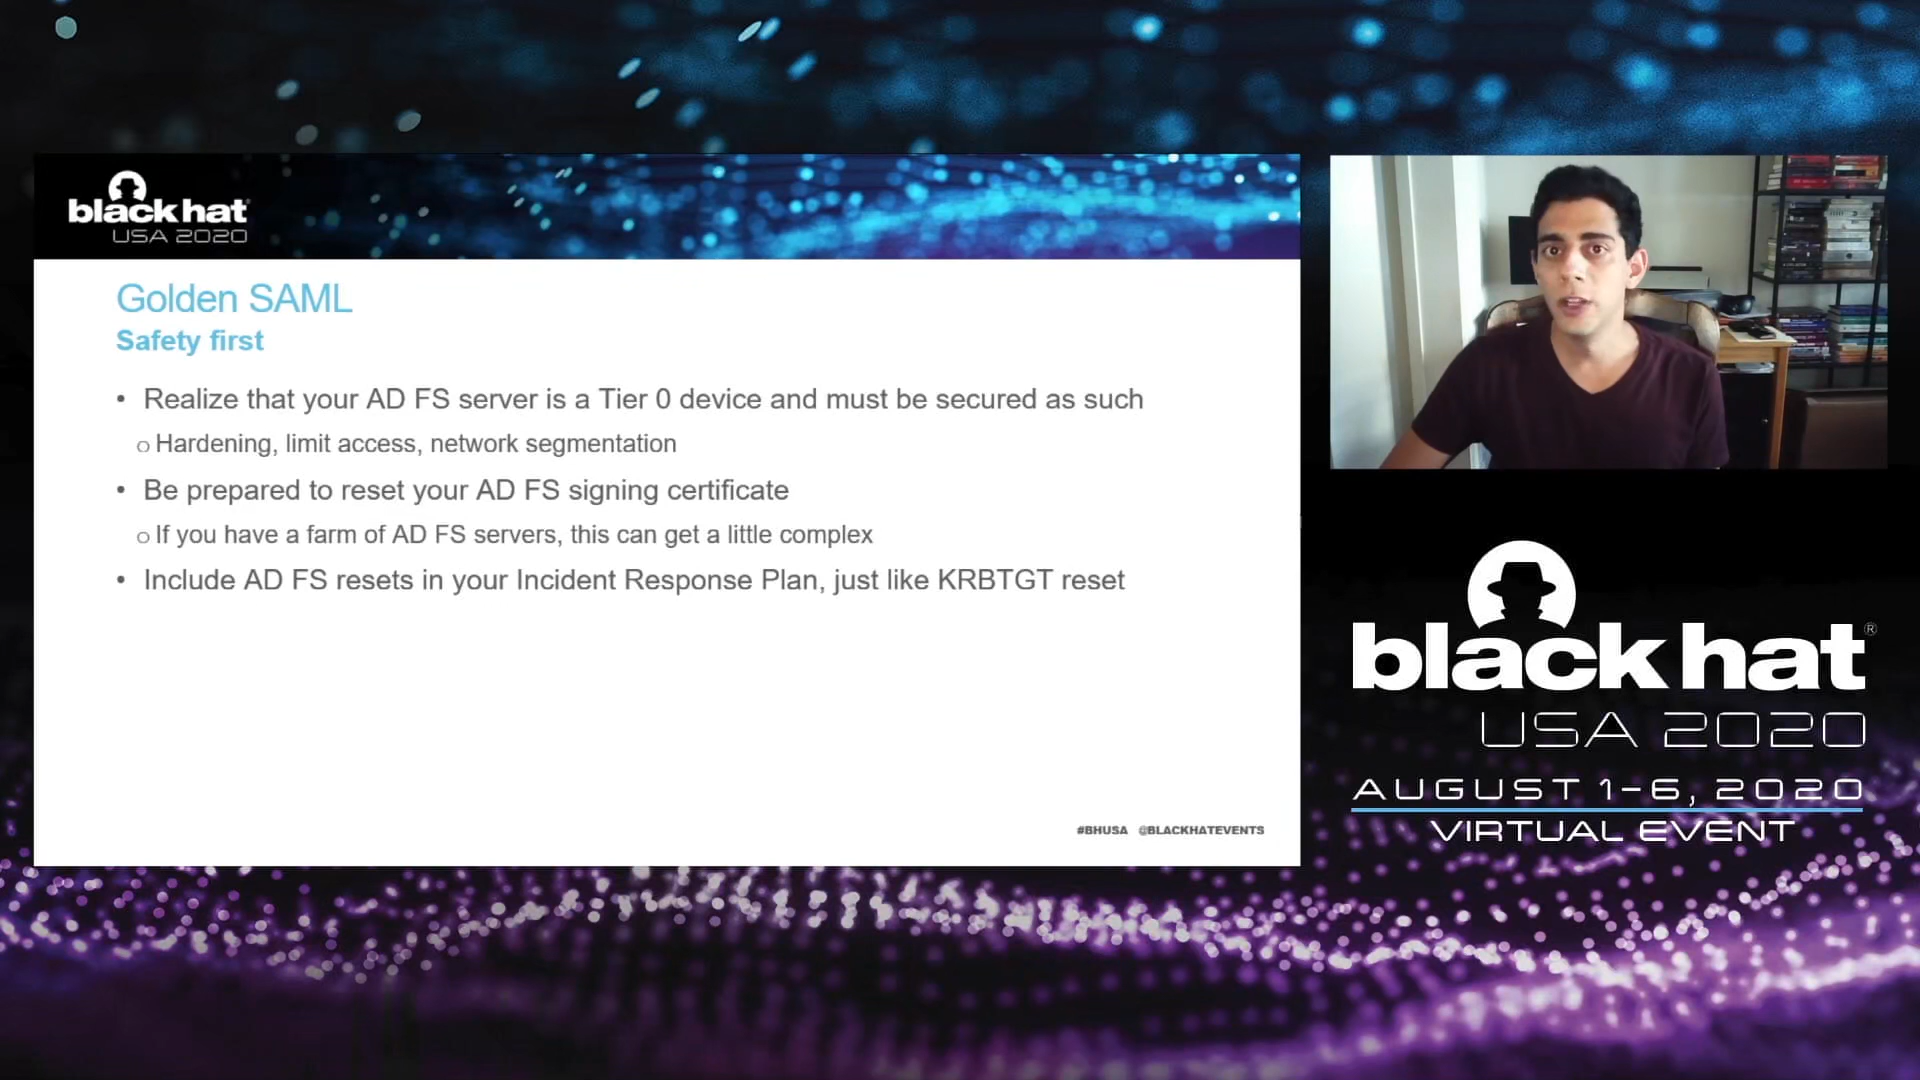 black hat
USA 2020
Golden SAML
Safety first
• Realize that your AD FS server is a Tier 0 device and must be secured as such
o Hardening, limit access, network segmentation
• Be prepared to reset your AD FS signing certificate
o If you have a farm of AD FS servers, this can get a little complex
• Include AD FS resets in your Incident Response Plan, just like KRBTGT reset
#BHUSA @BLACKHATEVENTS
black hat®
USA 2020
AUGUST 1-6, 2020
VIRTUAL EVENT